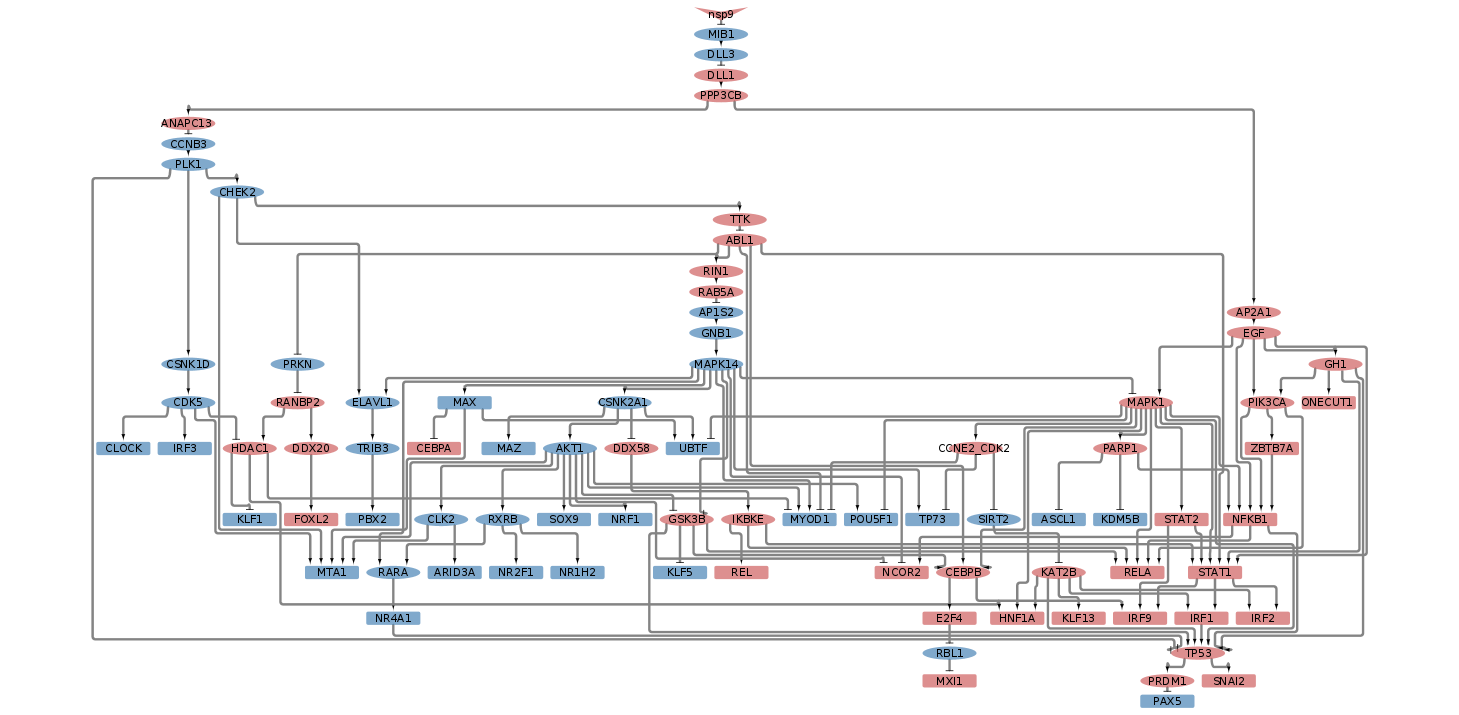 nsp9
MIB1
DLL3
DLL1
PPP3CB
ANAPC13
CCNB3
PLK1
CHEK2
TTK
ABL1
RIN1
RAB5A
AP1S2 AP2A1
GNB1 EGF
CSNK1D PRKN MAPK14 GH1
CDK5 RANBP2 ELAVL1 MAX CSNK2A1 MAPK1 PIK3CA ONECUT1
CLOCK IRF3 HDAC1 DDX20 TRIB3 CEBPA MAZ AKT1 DDX58 UBTF CCNE2_CDK2 PARP1 ZBTB7A
KLF1 FOXL2 PBX2 CLK2 RXRB SOX9 NRF1 GSK3B IKBKE MYOD1 POU5F1 TP73 SIRT2 ASCL1 KDM5B STAT2 NFKB1
MTA1 RARA ARID3A NR2F1 NR1H2 KLF5 REL NCOR2 CEBPB KAT2B RELA STAT1
NR4A1 E2F4 HNF1A KLF13 IRF9 IRF1 IRF2
RBL1 TP53
MXI1 PRDM1 SNAI2
PAX5